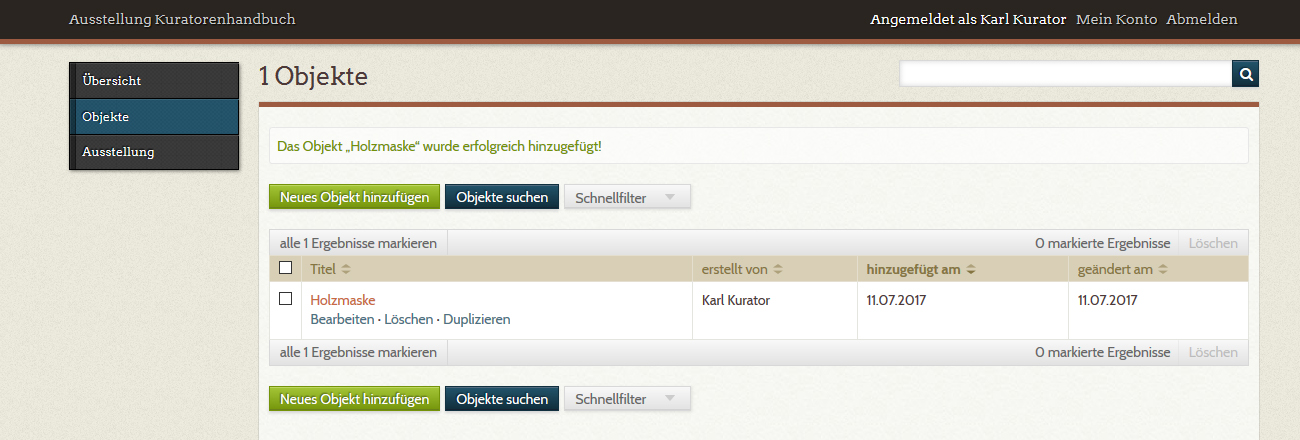 Ausstellung Kuratorenhandbuch
Angemeldet als Karl Kurator Mein Konto Abmelden
Übersicht
Objekte
Ausstellung
1 Objekte
Das Objekt „Holzmaske“ wurde erfolgreich hinzugefügt!
Neues Objekt hinzufügen Objekte suchen Schnellfilter
alle 1 Ergebnisse markieren 0 markierte Ergebnisse Löschen
Titel erstellt von hinzugefügt am geändert am
Holzmaske Karl Kurator 11.07.2017 11.07.2017
Bearbeiten · Löschen · Duplizieren
alle 1 Ergebnisse markieren 0 markierte Ergebnisse Löschen
Neues Objekt hinzufügen Objekte suchen Schnellfilter